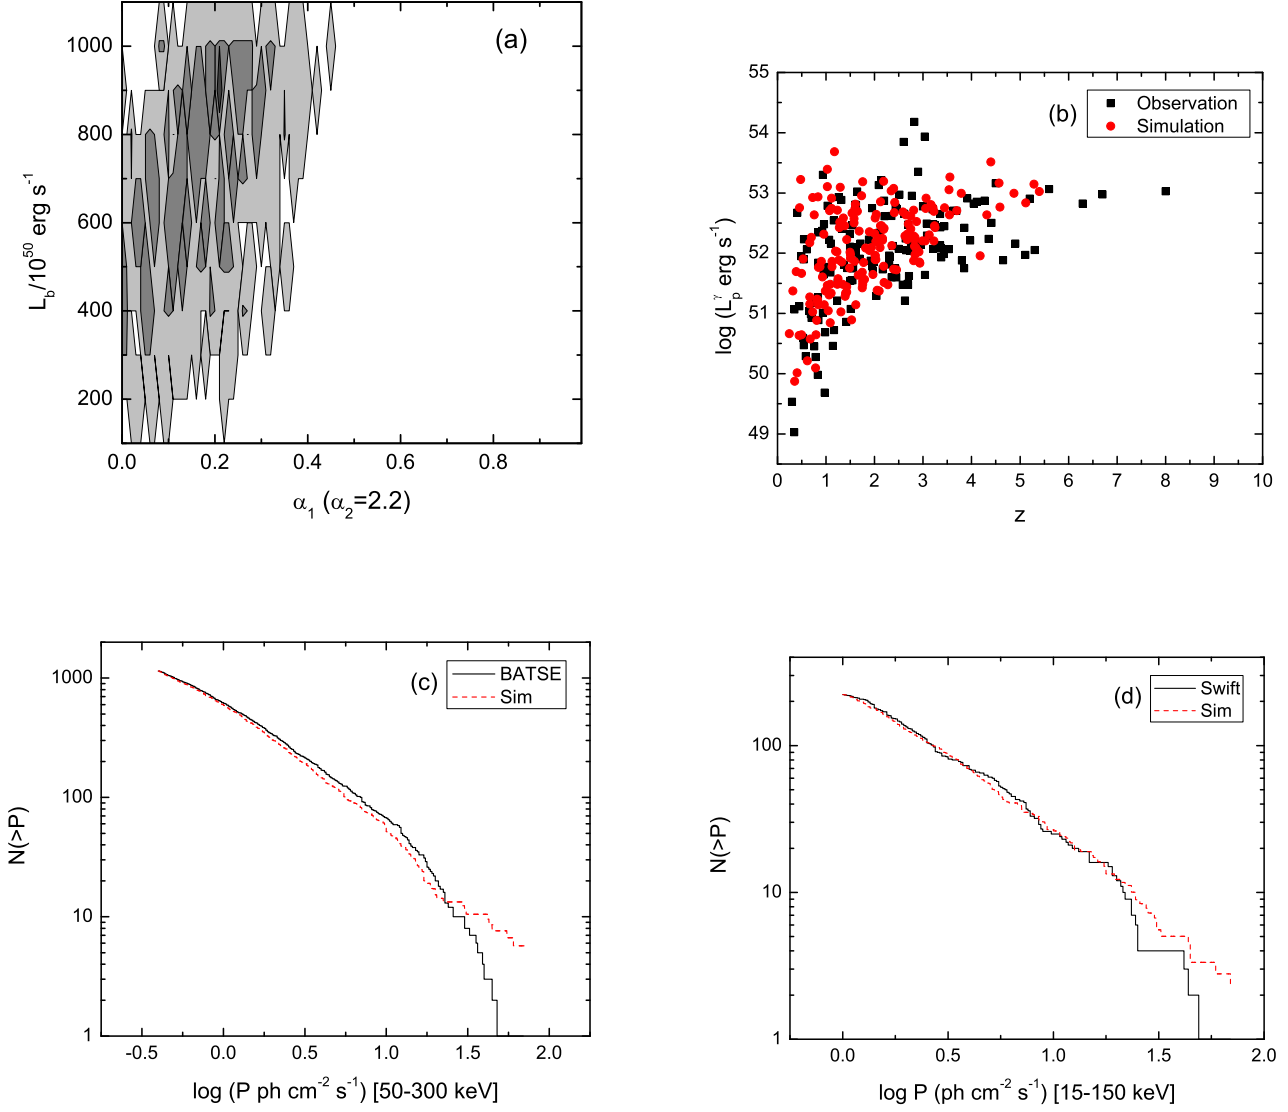 (a)
1000
800
600
400
200
L_b/10^50 erg s^-1
0.0 0.2 0.4 0.6 0.8
α_1 (α_2=2.2)
(b)
Observation
Simulation
55
54
53
52
51
50
49
log (L_p^γ erg s^-1)
0 1 2 3 4 5 6 7 8 9 10
z
(c)
BATSE
Sim
1000
100
10
1
N(>P)
-0.5 0.0 0.5 1.0 1.5 2.0
log (P ph cm^-2 s^-1) [50-300 keV]
(d)
Swift
Sim
100
10
1
N(>P)
0.0 0.5 1.0 1.5 2.0
log P (ph cm^-2 s^-1) [15-150 keV]